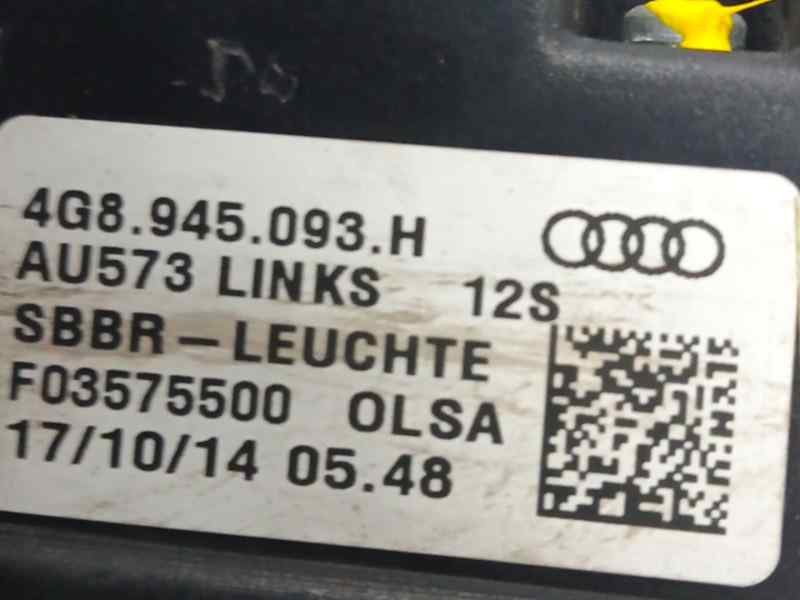 4G8.945.093.H
AU573 LINKS 12S
SBBR-LEUCHTE
F03575500 OLSA
17/10/14 05.48